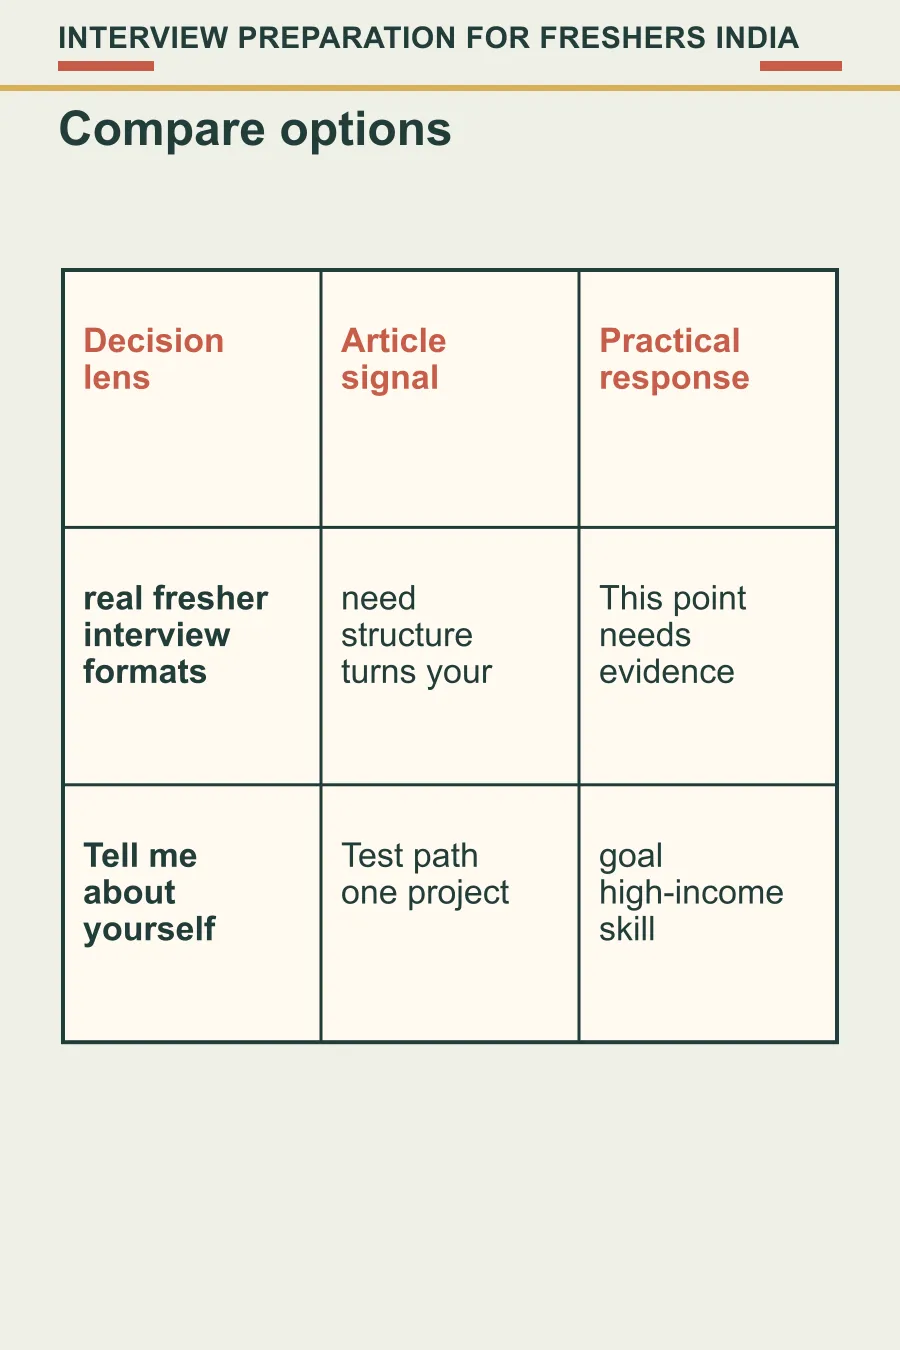 INTERVIEW PREPARATION FOR FRESHERS INDIA
Compare options
Decision
lens
Article
signal
Practical
response
real fresher
interview
formats
need
structure
turns your
This point
needs
evidence
Tell me
about
yourself
Test path
one project
goal
high-income
skill